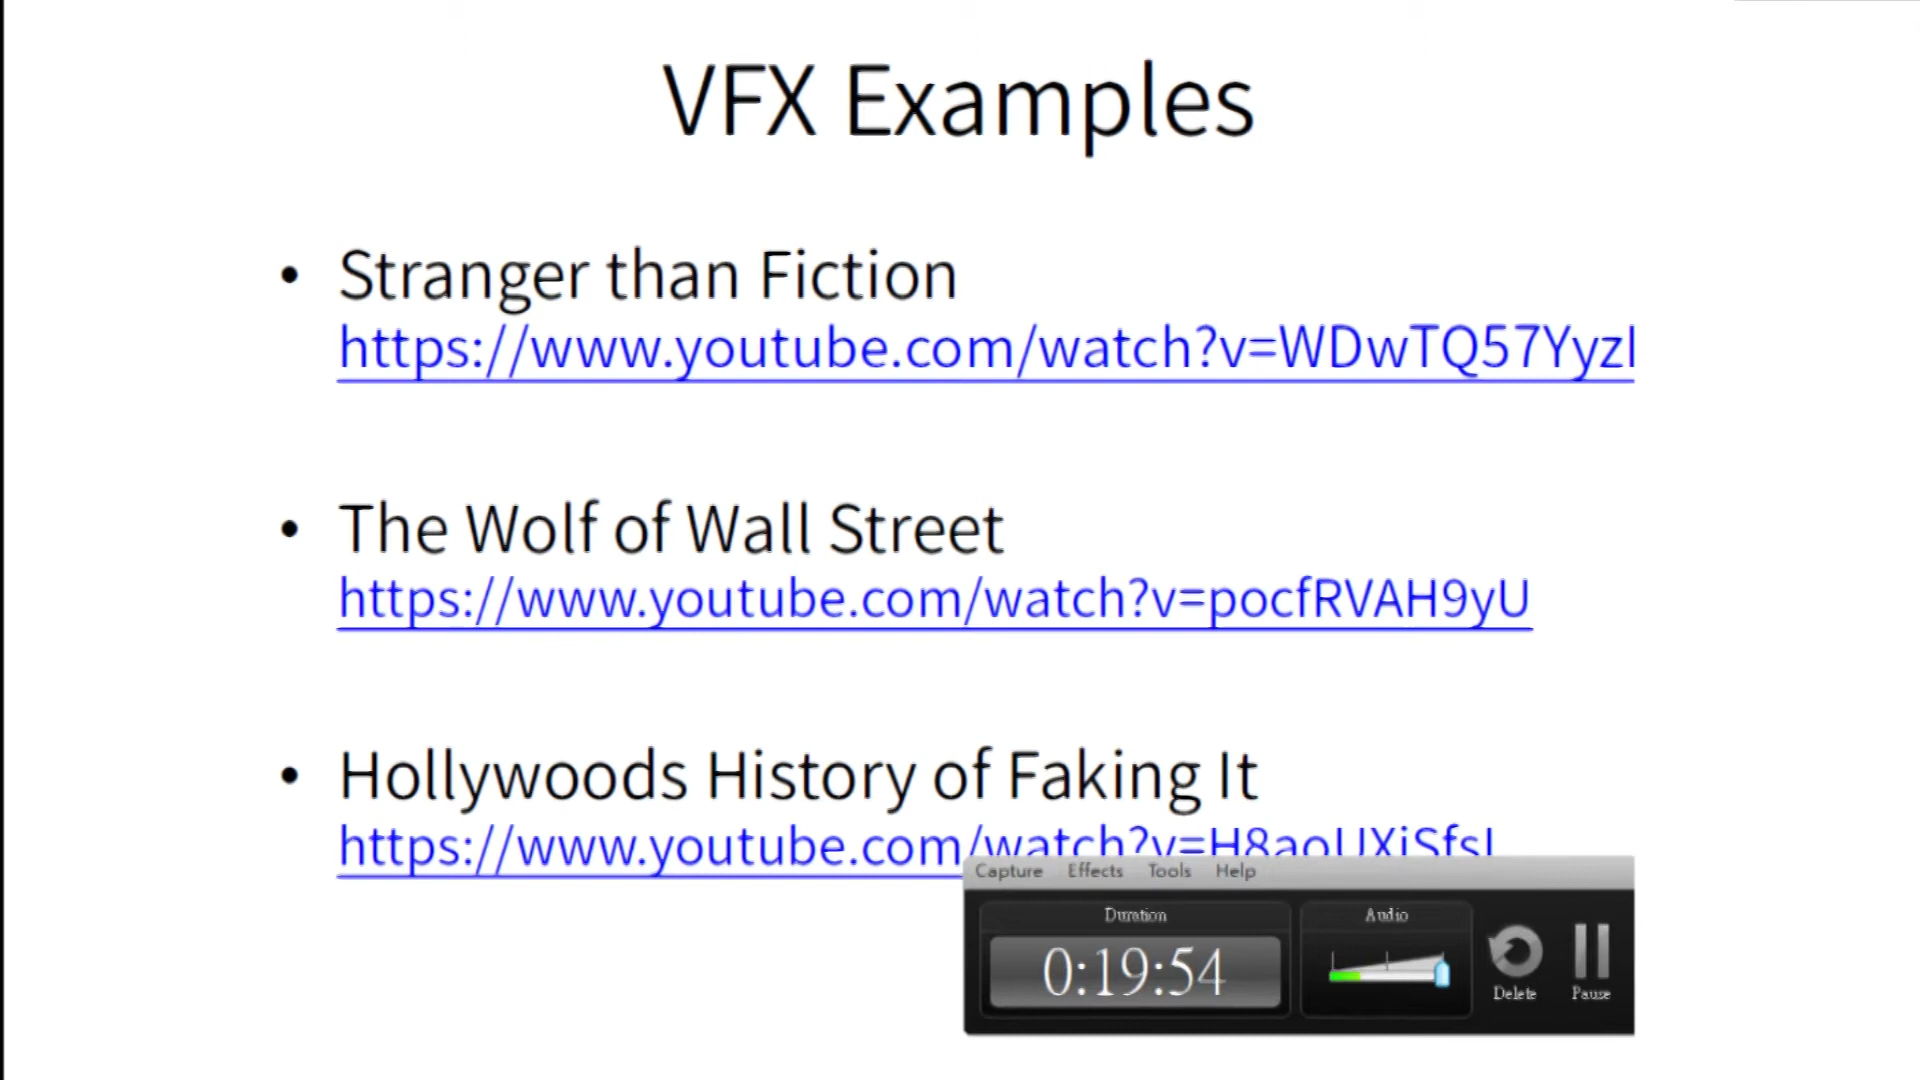 VFX Examples
• Stranger than Fiction
https://www.youtube.com/watch?v=WDwTQ57Yyz
• The Wolf of Wall Street
https://www.youtube.com/watch?v=pocfRVAH9yU
• Hollywoods History of Faking It
https://www.youtube.com/watch?v=
Capture Effects Tools Help
Duration Audio
0:19:54
Delete Pause